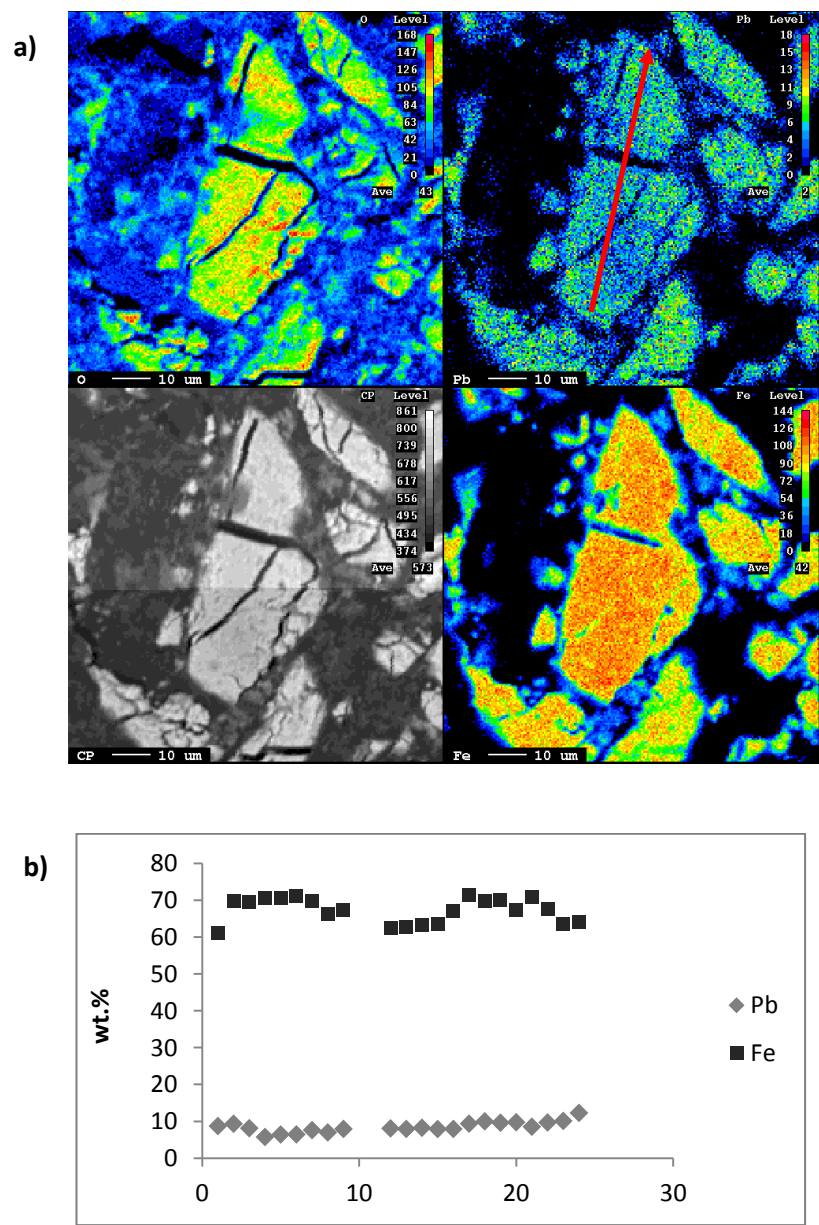 a)
O Level
168
147
126
105
84
63
42
21
0
Ave 43
O 10 um
Pb Level
18
15
13
11
9
6
4
2
0
Ave 2
Pb 10 um
CP Level
861
800
739
678
617
556
495
434
374
Ave 573
CP 10 um
Fe Level
144
126
108
90
72
54
36
18
0
Ave 42
Fe 10 um
b)
80
70
60
50
40
30
20
10
0
wt.%
0 10 20 30
Pb
Fe